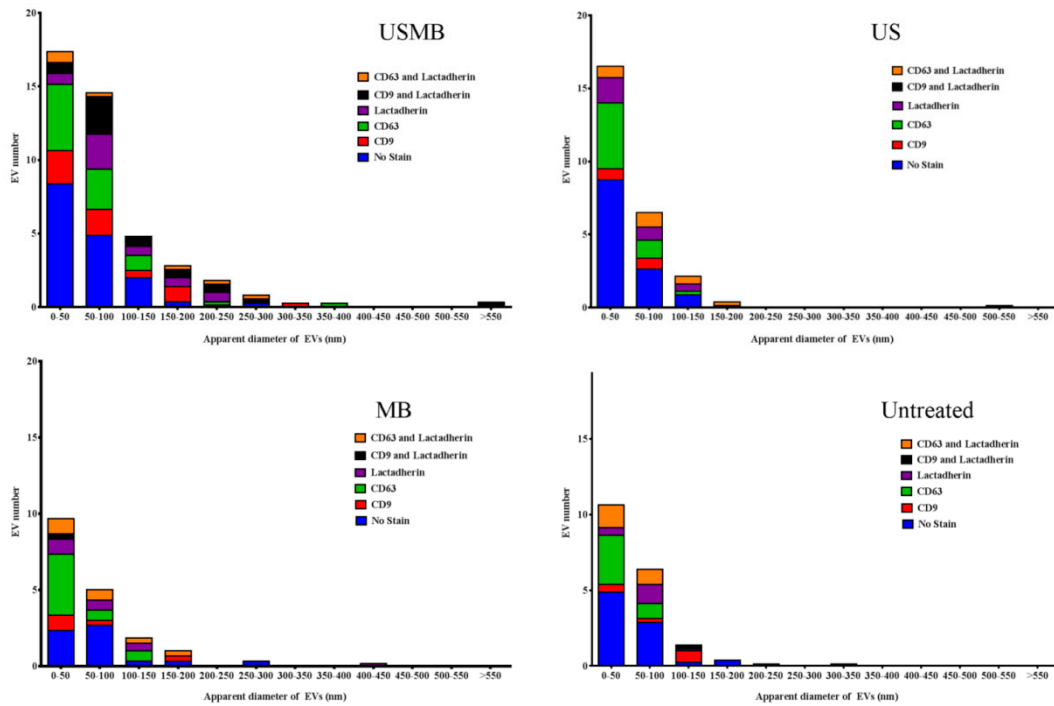 USMB
20
15
10
5
0
EV number
CD63 and Lactadherin
CD9 and Lactadherin
Lactadherin
CD63
CD9
No Stain
0-50 50-100 100-150 150-200 200-250 250-300 300-350 350-400 400-455 450-500 500-550 >550
Apparent diameter of EVs (nm)
US
20
15
10
5
0
EV number
CD63 and Lactadherin
CD9 and Lactadherin
Lactadherin
CD63
CD9
No Stain
0-50 50-100 100-150 150-200 200-250 250-300 300-350 350-400 400-455 450-500 500-550 >550
Apparent diameter of EVs (nm)
MB
20
15
10
5
0
EV number
CD63 and Lactadherin
CD9 and Lactadherin
Lactadherin
CD63
CD9
No Stain
0-50 50-100 100-150 150-200 200-250 250-300 300-350 350-400 400-455 450-500 500-550 >550
Apparent diameter of EVs (nm)
Untreated
15
10
5
0
EV number
CD63 and Lactadherin
CD9 and Lactadherin
Lactadherin
CD63
CD9
No Stain
0-50 50-100 100-150 150-200 200-250 250-300 300-350 350-400 400-455 450-500 500-550 >550
Apparent diameter of EVs (nm)